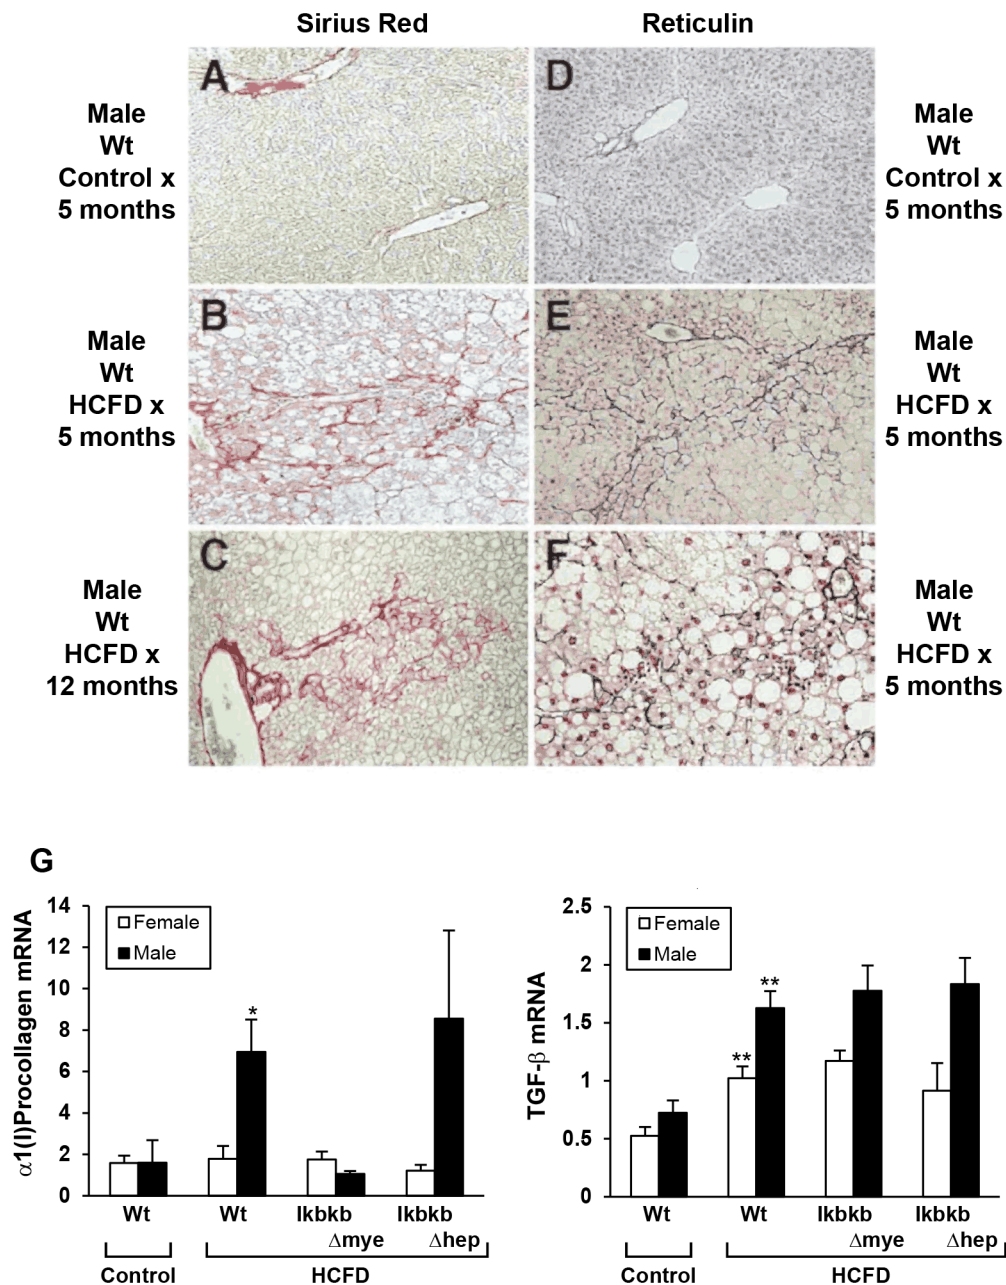 Sirius Red
Reticulin
A
D
Male
Wt
Control x
5 months
Male
Wt
Control x
5 months
B
E
Male
Wt
HCFD x
5 months
Male
Wt
HCFD x
5 months
C
F
Male
Wt
HCFD x
12 months
Male
Wt
HCFD x
5 months
G
α1(I)Procollagen mRNA
14
12
10
8
6
4
2
0
Female
Male
*
Wt
Wt
Ikbkb
Δmye
Ikbkb
Δhep
Control
HCFD
TGF-β mRNA
2.5
2
1.5
1
0.5
0
Female
Male
**
**
Wt
Wt
Ikbkb
Δmye
Ikbkb
Δhep
Control
HCFD